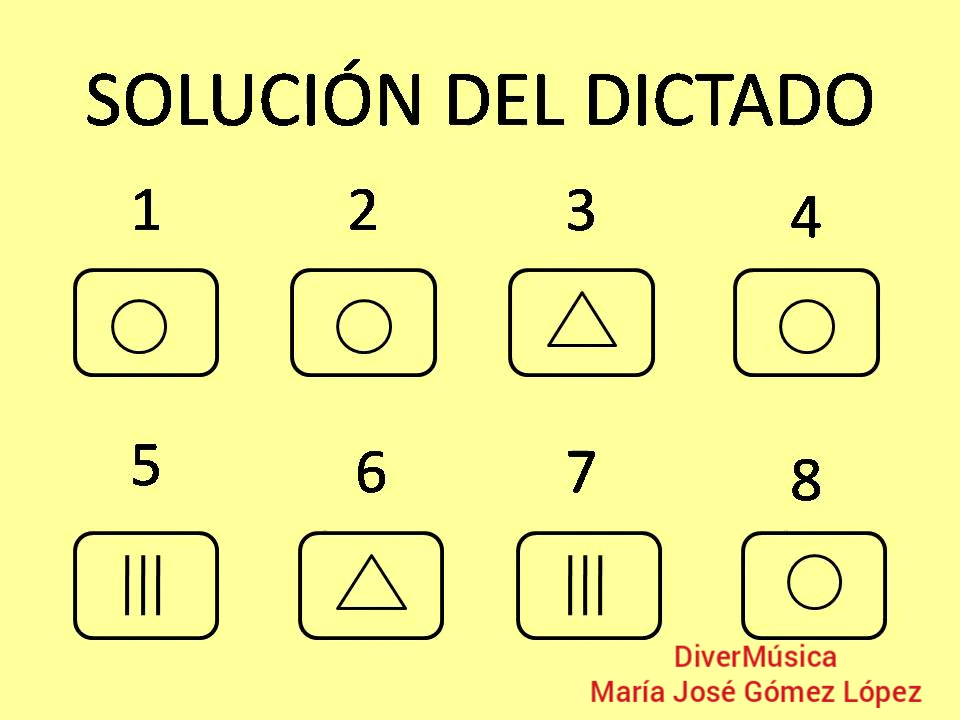 SOLUCIÓN DEL DICTADO
1 2 3 4
5 6 7 8
DiverMúsica
María José Gómez López